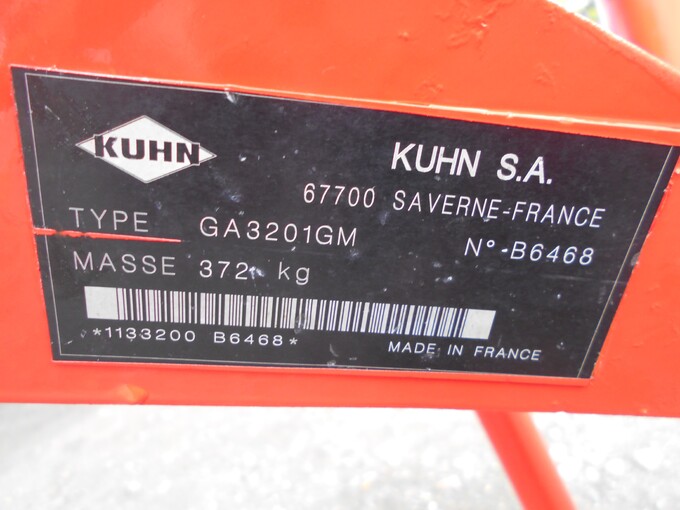 KUHN
KUHN S.A.
67700 SAVERNE-FRANCE
TYPE GA3201GM N° B6468
MASSE 372 kg
*1133200 B6468*
MADE IN FRANCE